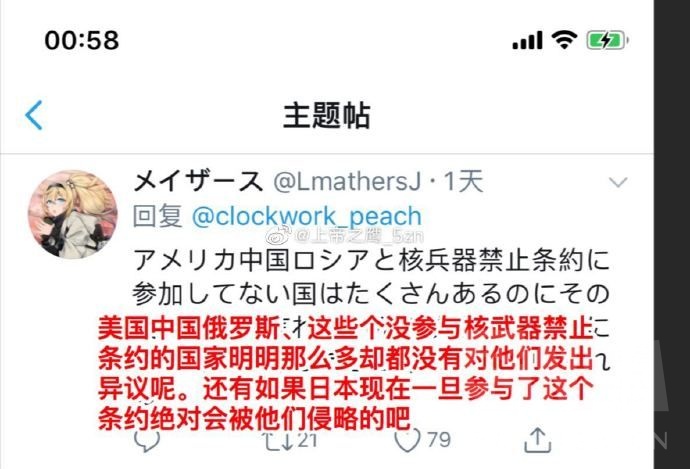 00:58
主题帖
メイザース @LmathersJ · 1天
回复 @clockwork_peach
@上帝之鹰_5zn
アメリカ中国ロシアと核兵器禁止条約に
参加してない国はたくさんあるのにその
美国中国俄罗斯、这些个没参与核武器禁止
条约的国家明明那么多却都没有对他们发出
异议呢。还有如果日本现在一旦参与了这个
条约绝对会被他们侵略的吧
21
79